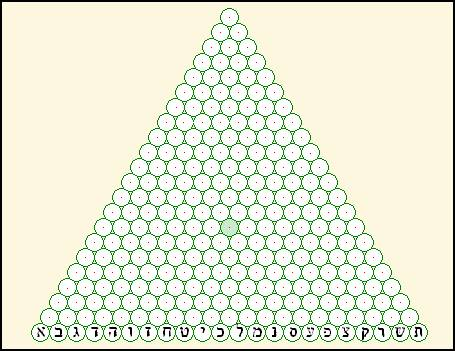 א ב ג ד ה ו ז ח ט י כ ל מ נ ס ע פ צ ק ר ש ת